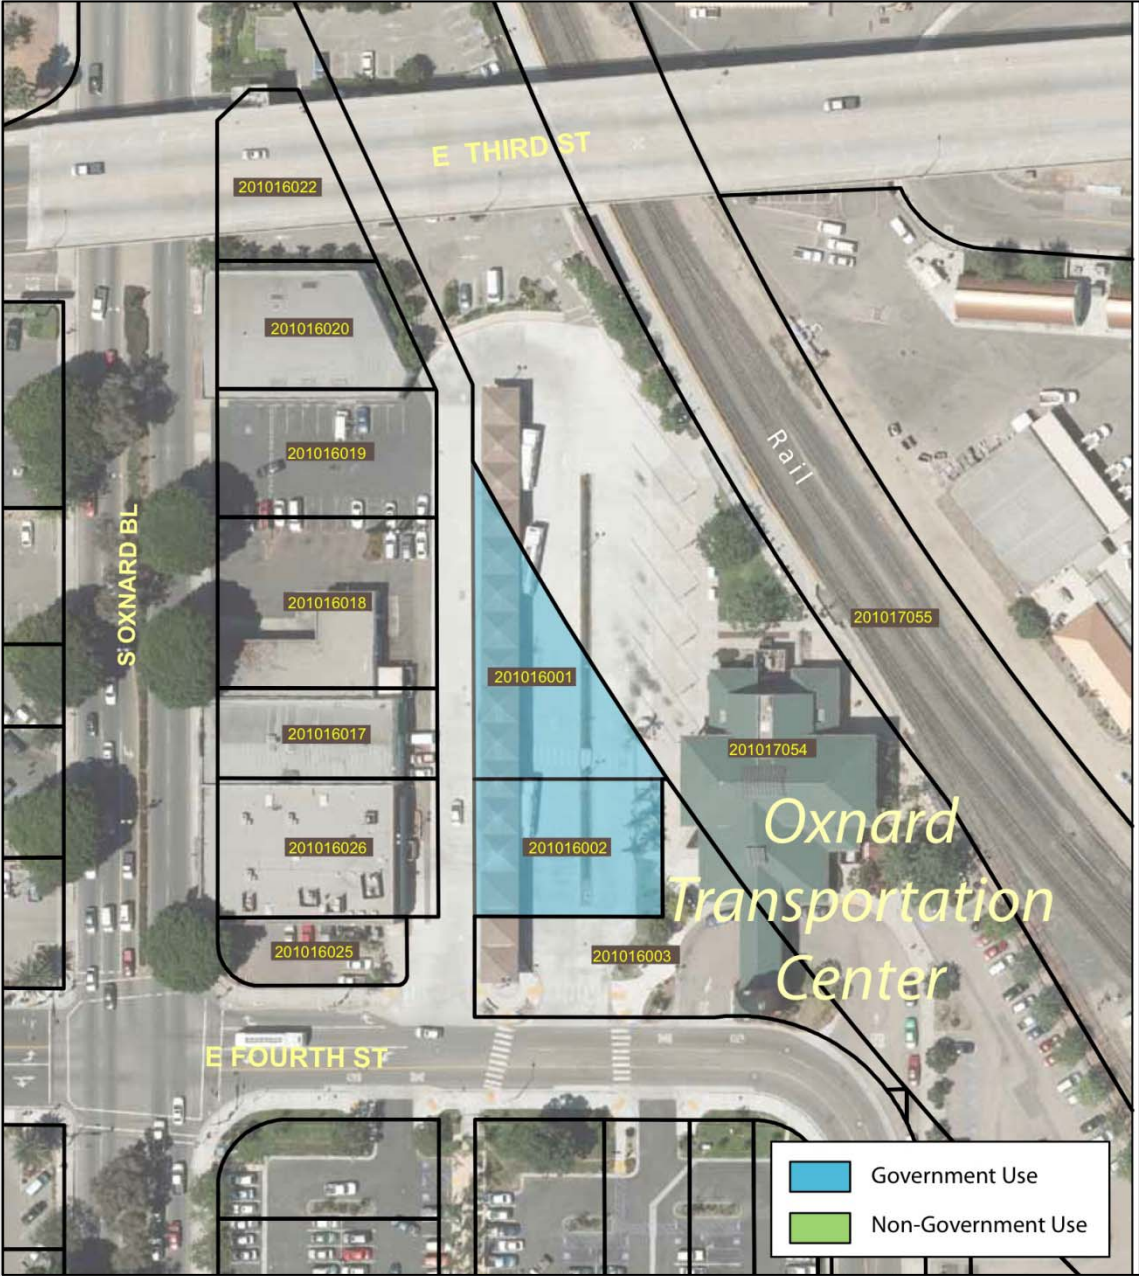 E THIRD ST
201016022
201016020
201016019
Rail
S OXNARD BL
201016018
201017055
201016001
201016017
201017054
201016026
201016002
Oxnard
Transportation
Center
201016025
201016003
E FOURTH ST
Government Use
Non-Government Use